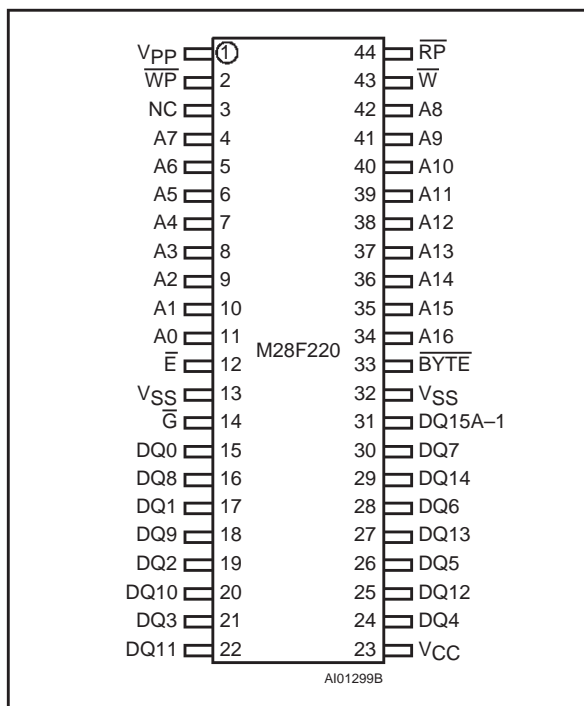 VPP 1 44 R̅P̅
W̅P̅ 2 43 W̅
NC 3 42 A8
A7 4 41 A9
A6 5 40 A10
A5 6 39 A11
A4 7 38 A12
A3 8 37 A13
A2 9 36 A14
A1 10 35 A15
A0 11 34 A16
M28F220
E̅ 12 33 B̅Y̅T̅E̅
VSS 13 32 VSS
G̅ 14 31 DQ15A–1
DQ0 15 30 DQ7
DQ8 16 29 DQ14
DQ1 17 28 DQ6
DQ9 18 27 DQ13
DQ2 19 26 DQ5
DQ10 20 25 DQ12
DQ3 21 24 DQ4
DQ11 22 23 VCC
AI01299B